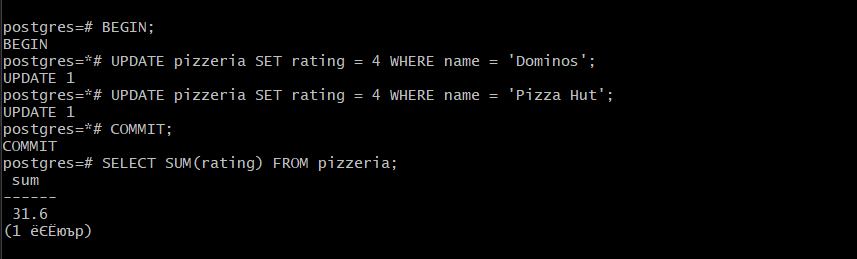 postgres=# BEGIN;
BEGIN
postgres=*# UPDATE pizzeria SET rating = 4 WHERE name = 'Dominos';
UPDATE 1
postgres=*# UPDATE pizzeria SET rating = 4 WHERE name = 'Pizza Hut';
UPDATE 1
postgres=*# COMMIT;
COMMIT
postgres=# SELECT SUM(rating) FROM pizzeria;
sum
------
31.6
(1 ёЄЁюър)